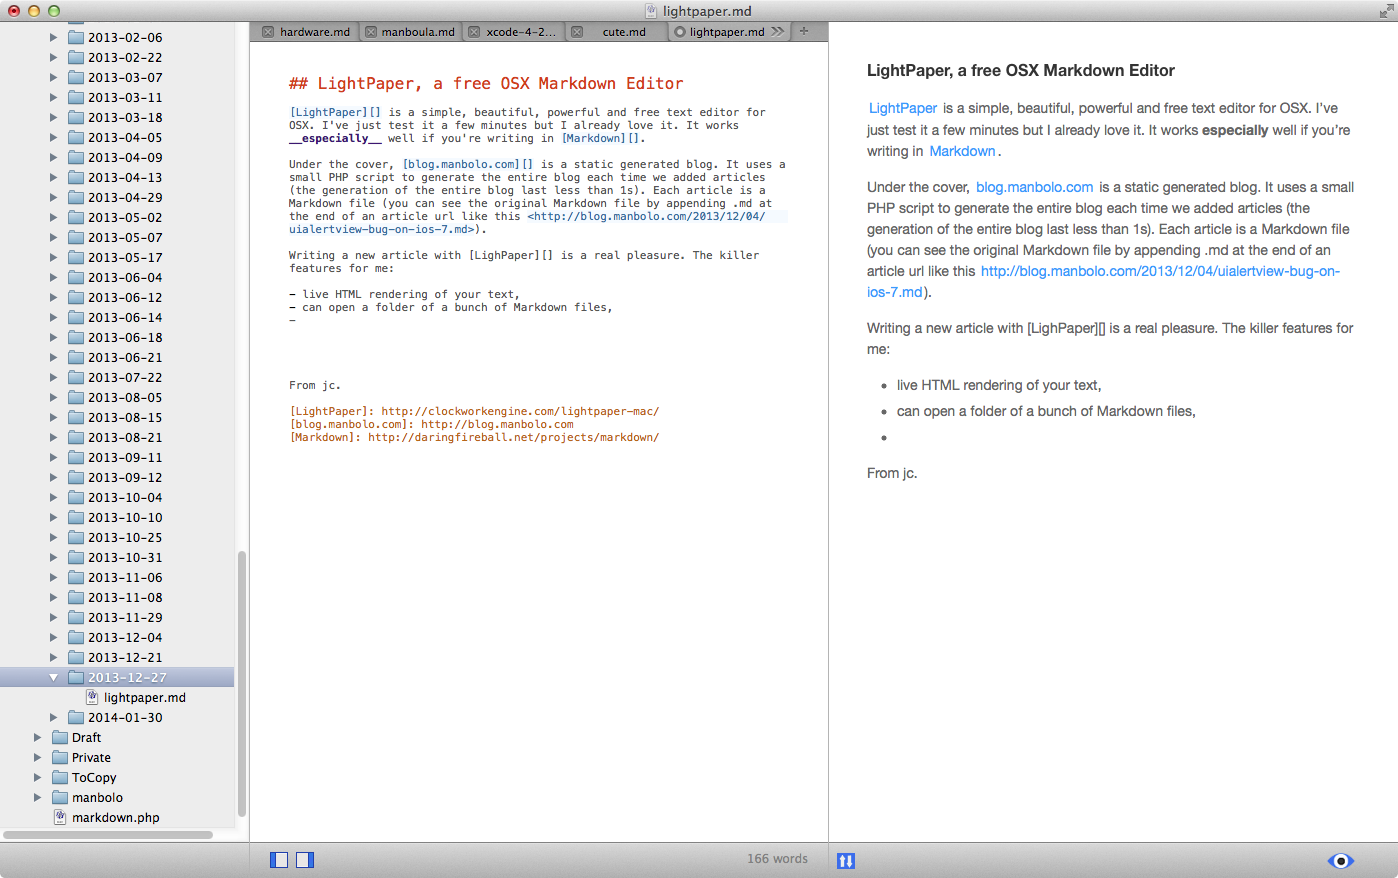 lightpaper.md
2013-02-06
2013-02-22
2013-03-07
2013-03-11
2013-03-18
2013-04-05
2013-04-09
2013-04-13
2013-04-29
2013-05-02
2013-05-07
2013-05-17
2013-06-04
2013-06-12
2013-06-14
2013-06-18
2013-06-21
2013-07-22
2013-08-05
2013-08-15
2013-08-21
2013-09-11
2013-09-12
2013-10-04
2013-10-10
2013-10-25
2013-10-31
2013-11-06
2013-11-08
2013-11-29
2013-12-04
2013-12-21
2013-12-27
lightpaper.md
2014-01-30
Draft
Private
ToCopy
manbolo
markdown.php
hardware.md manboula.md xcode-4-2... cute.md lightpaper.md
## LightPaper, a free OSX Markdown Editor
[LightPaper][] is a simple, beautiful, powerful and free text editor for
OSX. I've just test it a few minutes but I already love it. It works
__especially__ well if you're writing in [Markdown][].
Under the cover, [blog.manbolo.com][] is a static generated blog. It uses a
small PHP script to generate the entire blog each time we added articles
(the generation of the entire blog last less than 1s). Each article is a
Markdown file (you can see the original Markdown file by appending .md at
the end of an article url like this <http://blog.manbolo.com/2013/12/04/
uialertview-bug-on-ios-7.md>).
Writing a new article with [LighPaper][] is a real pleasure. The killer
features for me:
- live HTML rendering of your text,
- can open a folder of a bunch of Markdown files,
-
From jc.
[LightPaper]: http://clockworkengine.com/lightpaper-mac/
[blog.manbolo.com]: http://blog.manbolo.com
[Markdown]: http://daringfireball.net/projects/markdown/
166 words
LightPaper, a free OSX Markdown Editor
LightPaper is a simple, beautiful, powerful and free text editor for OSX. I've
just test it a few minutes but I already love it. It works especially well if you're
writing in Markdown.
Under the cover, blog.manbolo.com is a static generated blog. It uses a small
PHP script to generate the entire blog each time we added articles (the
generation of the entire blog last less than 1s). Each article is a Markdown file
(you can see the original Markdown file by appending .md at the end of an
article url like this http://blog.manbolo.com/2013/12/04/uialertview-bug-on-
ios-7.md).
Writing a new article with [LighPaper][] is a real pleasure. The killer features for
me:
• live HTML rendering of your text,
• can open a folder of a bunch of Markdown files,
•
From jc.